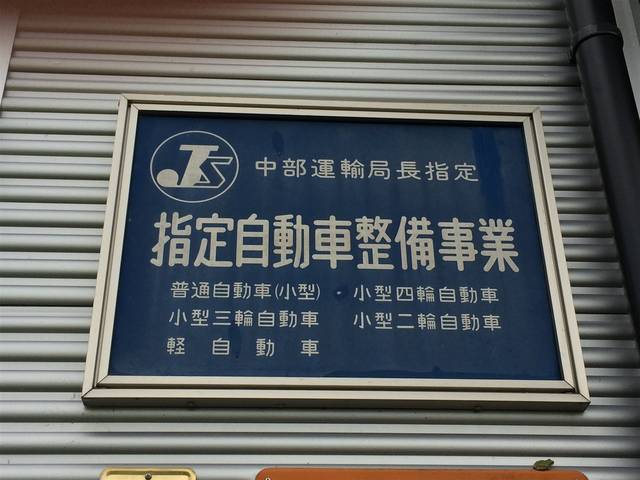 JS 中部運輸局長指定
指定自動車整備事業
普通自動車(小型) 小型四輪自動車
小型三輪自動車 小型二輪自動車
軽自動車